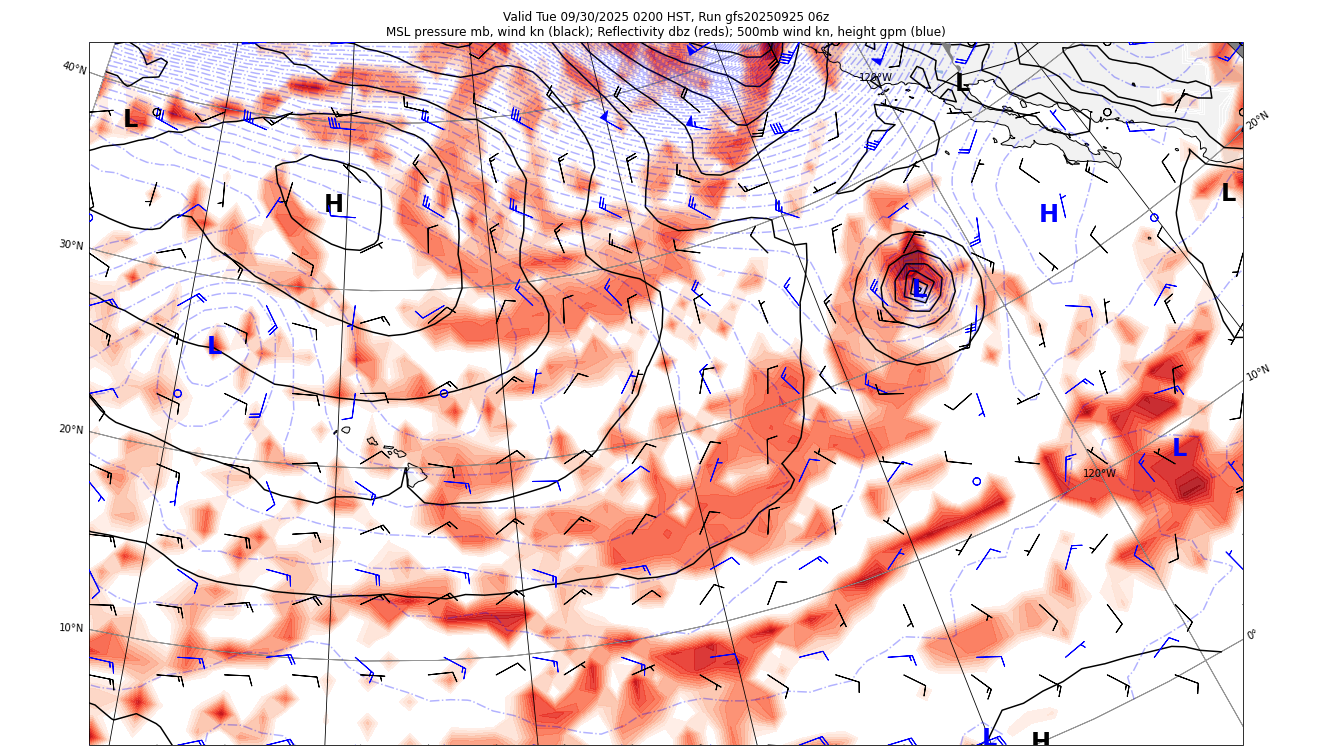 Valid Tue 09/30/2025 0200 HST, Run gfs20250925 06z
MSL pressure mb, wind kn (black); Reflectivity dbz (reds); 500mb wind kn, height gpm (blue)
40°N
120°W
L
L
20°N
L
H
H
30°N
L
L
10°N
20°N
L
120°W
10°N
0°
L
H